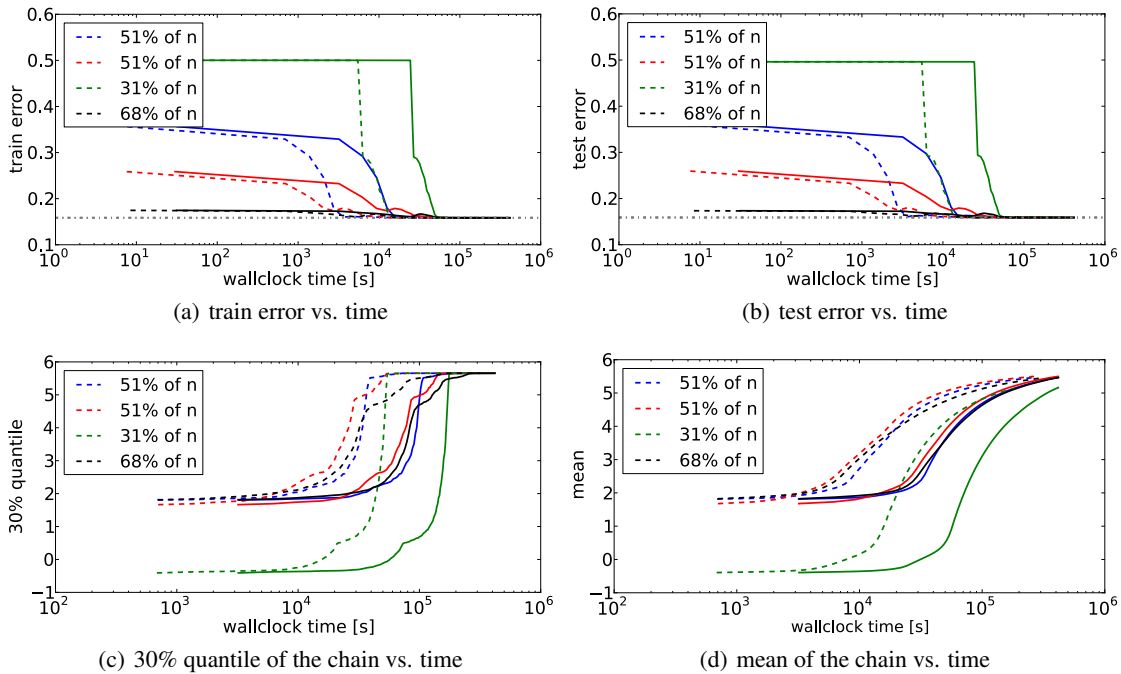 0.6
0.5
0.4
0.3
0.2
0.1
train error
51% of n
51% of n
31% of n
68% of n
10^0 10^1 10^2 10^3 10^4 10^5 10^6
wallclock time [s]
(a) train error vs. time
0.6
0.5
0.4
0.3
0.2
0.1
test error
51% of n
51% of n
31% of n
68% of n
10^0 10^1 10^2 10^3 10^4 10^5 10^6
wallclock time [s]
(b) test error vs. time
6
5
4
3
2
1
0
−1
30% quantile
51% of n
51% of n
31% of n
68% of n
10^2 10^3 10^4 10^5 10^6
wallclock time [s]
(c) 30% quantile of the chain vs. time
6
5
4
3
2
1
0
−1
mean
51% of n
51% of n
31% of n
68% of n
10^2 10^3 10^4 10^5 10^6
wallclock time [s]
(d) mean of the chain vs. time